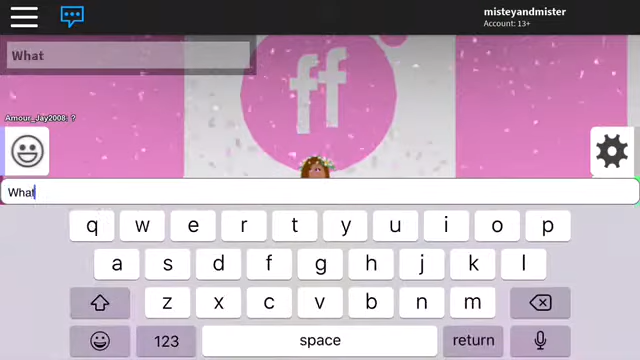 misteyandmister
Account: 13+
What
ff
Amour_Jay2008: ?
What
q w e r t y u i o p
a s d f g h j k l
z x c v b n m
123 space return